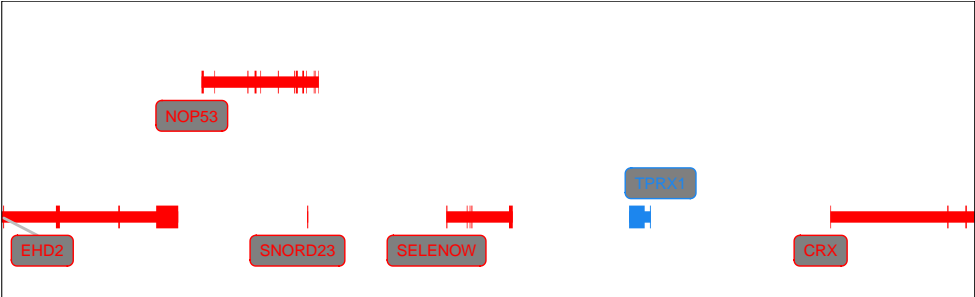 NOP53
TPRX1
EHD2
SNORD23
SELENOW
CRX